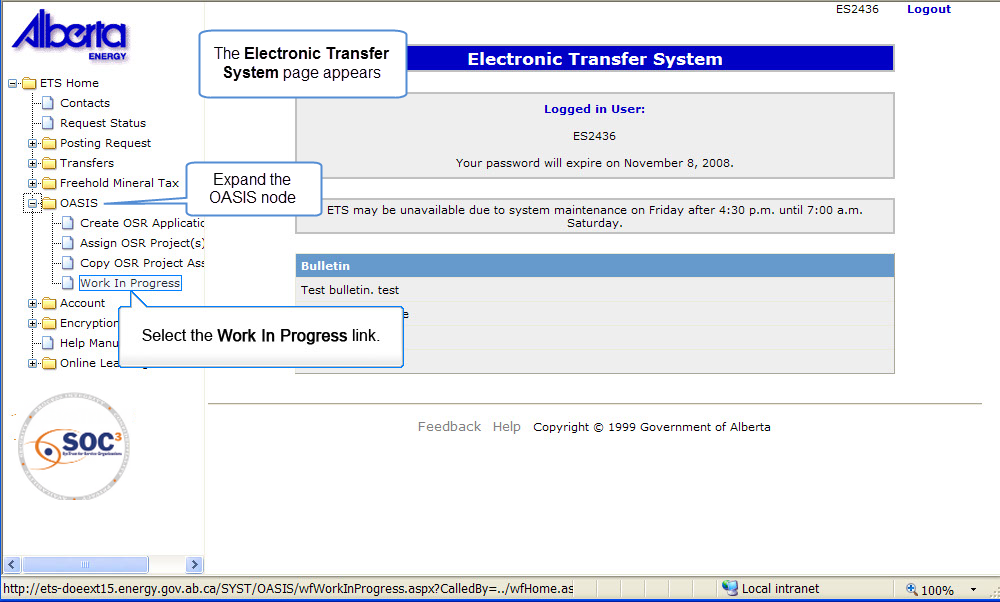 ES2436 Logout
Alberta
ENERGY
The Electronic Transfer
System page appears
Electronic Transfer System
ETS Home
Contacts
Request Status
Posting Request
Transfers
Freehold Mineral Tax
OASIS
Create OSR Applicatio
Assign OSR Project(s)
Copy OSR Project Ass
Work In Progress
Account
Encryption
Help Manu
Online Lea
Expand the
OASIS node
Select the Work In Progress link.
Logged in User:
ES2436
Your password will expire on November 8, 2008.
ETS may be unavailable due to system maintenance on Friday after 4:30 p.m. until 7:00 a.m.
Saturday.
Bulletin
Test bulletin. test
e
SOC3
Feedback Help Copyright © 1999 Government of Alberta
http://ets-doeext15.energy.gov.ab.ca/SYST/OASIS/wfWorkInProgress.aspx?CalledBy=../wfHome.as
Local intranet
100%